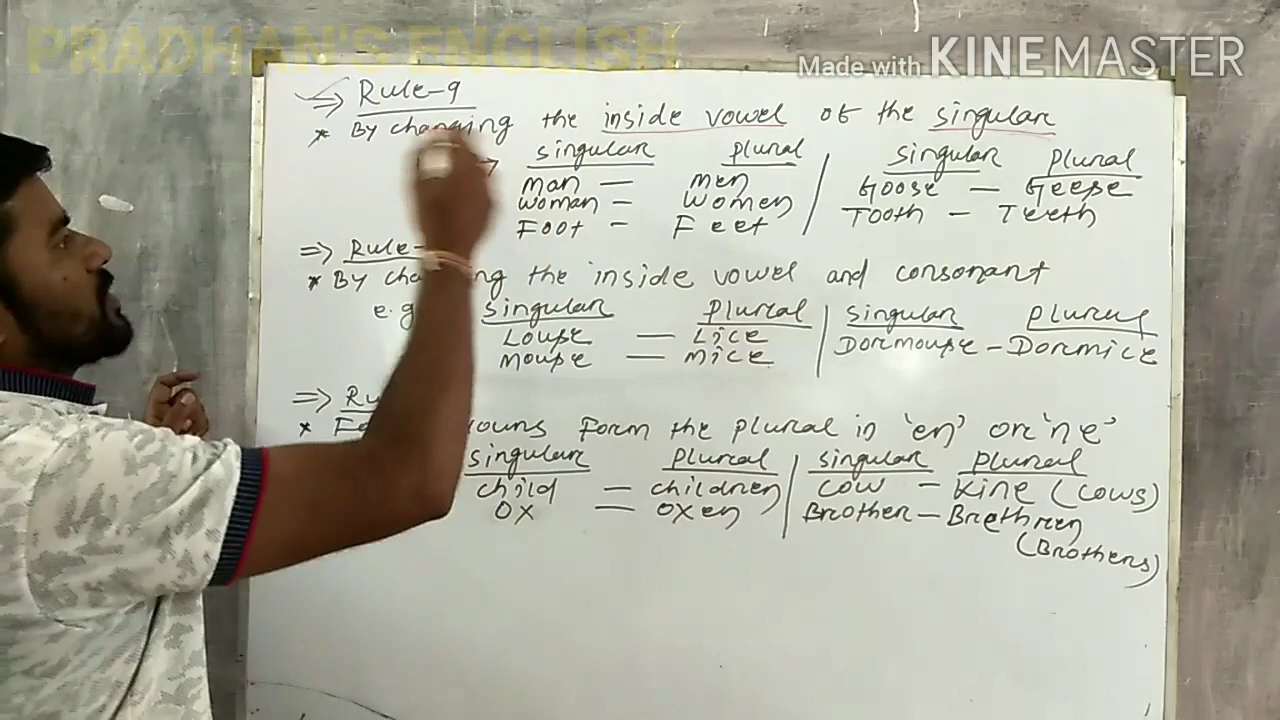 PRADHAN'S ENGLISH
Made with KINEMASTER
⇒ Rule-9
* By changing the inside vowel of the singular
singular plural / singular plural
man — men Goose — Geese
woman — women Tooth — Teeth
Foot — Feet
⇒ Rule-
* By changing the inside vowel and consonant
e.g singular plural | singular plural
Louse — Lice Dormouse — Dormice
mouse — mice
⇒
* nouns form the plural in 'en' or 'ne'
singular plural | singular plural
child = children cow — kine (cows)
ox = oxen Brother — Brethren
(Brothers)